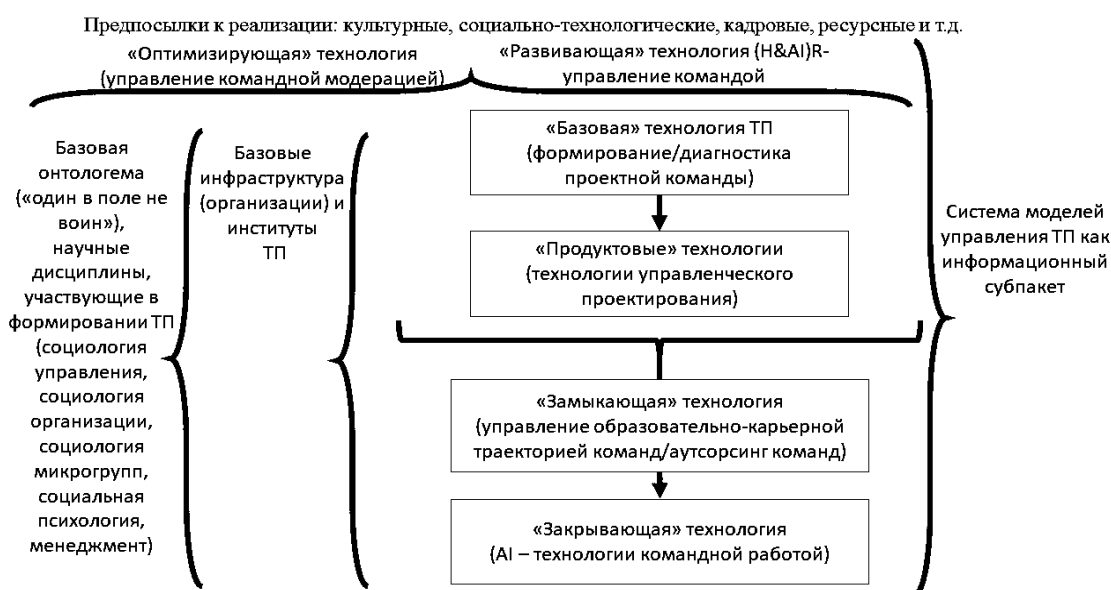 Предпосылки к реализации: культурные, социально-технологические, кадровые, ресурсные и т.д.
«Оптимизирующая» технология
(управление командной модерацией)
«Развивающая» технология (H&AI)R-
управление командой
Базовая
онтологема
(«один в поле не
воин»),
научные
дисциплины,
участвующие в
формировании ТП
(социология
управления,
социология
организации,
социология
микрогрупп,
социальная
психология,
менеджмент)
Базовые
инфраструктура
(организации) и
институты
ТП
«Базовая» технология ТП
(формирование/диагностика
проектной команды)
«Продуктовые» технологии
(технологии управленческого
проектирования)
«Замыкающая» технология
(управление образовательно-карьерной
траекторией команд/аутсорсинг команд)
«Закрывающая» технология
(AI – технологии командной работой)
Система моделей
управления ТП как
информационный
субпакет